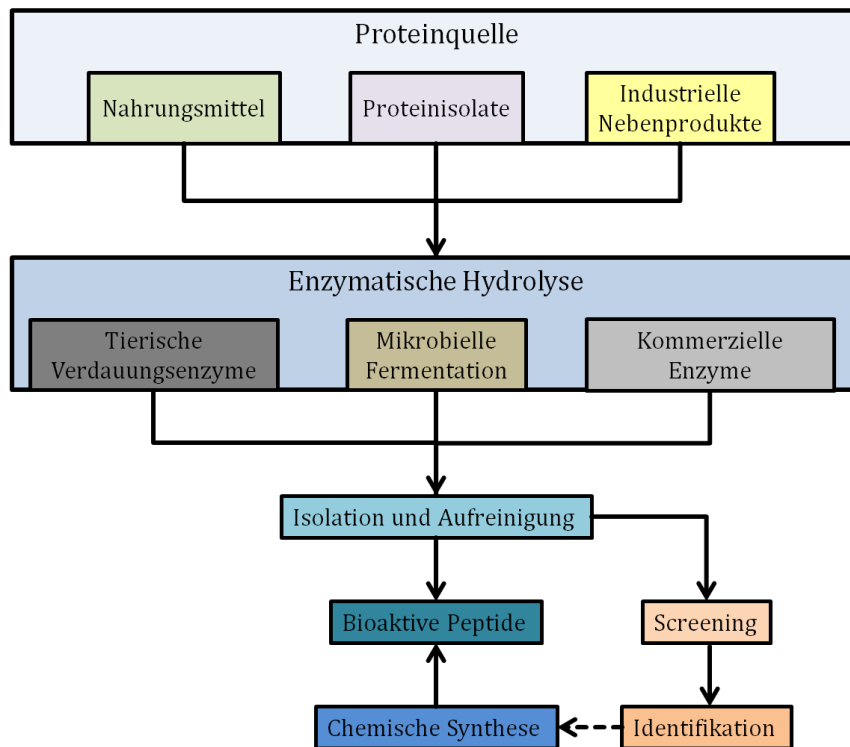 Proteinquelle
Nahrungsmittel
Proteinisolate
Industrielle
Nebenprodukte
Enzymatische Hydrolyse
Tierische
Verdauungsenzyme
Mikrobielle
Fermentation
Kommerzielle
Enzyme
Isolation und Aufreinigung
Bioaktive Peptide
Screening
Chemische Synthese
Identifikation